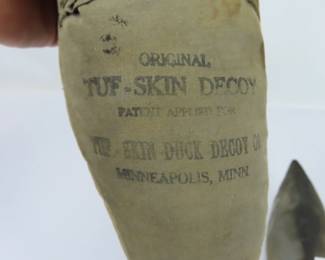 ORIGINAL
TUF-SKIN DECOY
PATENT APPLIED FOR
TUF-SKIN DUCK DECOY CO
MINNEAPOLIS, MINN.